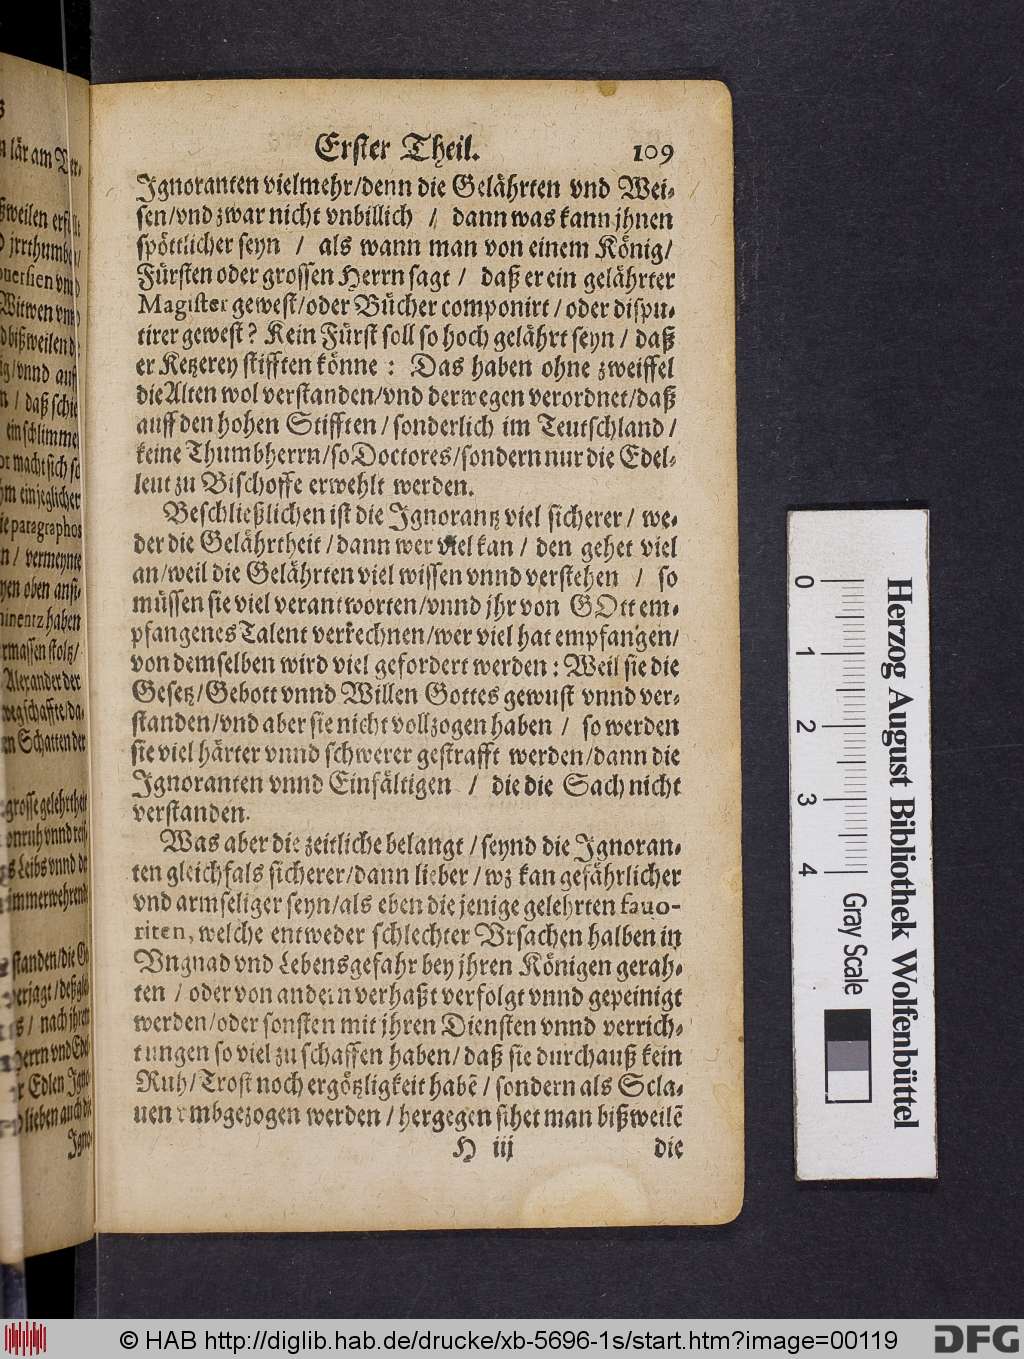 Erster Theil. 109
Ignoranten vielmehr/denn die Gelährten vnd Wei-
sen/vnd zwar nicht vnbillich / dann was kann jhnen
spöttlicher seyn / als wann man von einem König/
Fürsten oder grossen Herrn sagt / daß er ein gelährter
Magister gewest/oder Bücher componirt / oder dispu-
tirer gewest? Kein Fürst soll so hoch gelährt seyn / daß
er Ketzerey stifften könne : Das haben ohne zweiffel
die Alten wol verstanden/vnd derwegen verordnet/daß
auff den hohen Stifften / sonderlich im Teutschland /
keine Thumbherrn/so Doctores/sondern nur die Edel-
leut zu Bischoffe erwehlt werden.
Beschließlichen ist die Ignorantz viel sicherer / we-
der die Gelährtheit / dann wer viel kan / den gehet viel
an/weil die Gelährten viel wissen vnnd verstehen / so
müssen sie viel verantworten/vnnd jhr von GOtt em-
pfangenes Talent verrechnen/wer viel hat empfangen/
von demselben wird viel gefordert werden : Weil sie die
Gesetz/Gebott vnnd Willen Gottes gewust vnnd ver-
standen/vnd aber sie nicht vollzogen haben / so werden
sie viel härter vnnd schwerer gestrafft werden/dann die
Ignoranten vnnd Einfältigen / die die Sach nicht
verstanden.
Was aber die zeitliche belangt / seynd die Ignoran-
ten gleichfals sicherer/dann lieber / wz kan gefährlicher
vnd armseliger seyn/als eben die jenige gelehrten fauo-
riten, welche entweder schlechter Vrsachen halben in
Vngnad vnd Lebensgefahr bey jhren Königen gerah-
ten / oder von andern verhaßt verfolgt vnnd gepeinigt
werden/oder sonsten mit jhren Diensten vnnd verrich-
tungen so viel zu schaffen haben/daß sie durchauß kein
Ruh/Trost noch ergötzligkeit habē / sondern als Scla-
uen vmbgezogen werden / hergegen sihet man bißweilē
H iij die
0 1 2 3 4
Gray Scale
Herzog August Bibliothek Wolfenbüttel
© HAB http://diglib.hab.de/drucke/xb-5696-1s/start.htm?image=00119
DFG